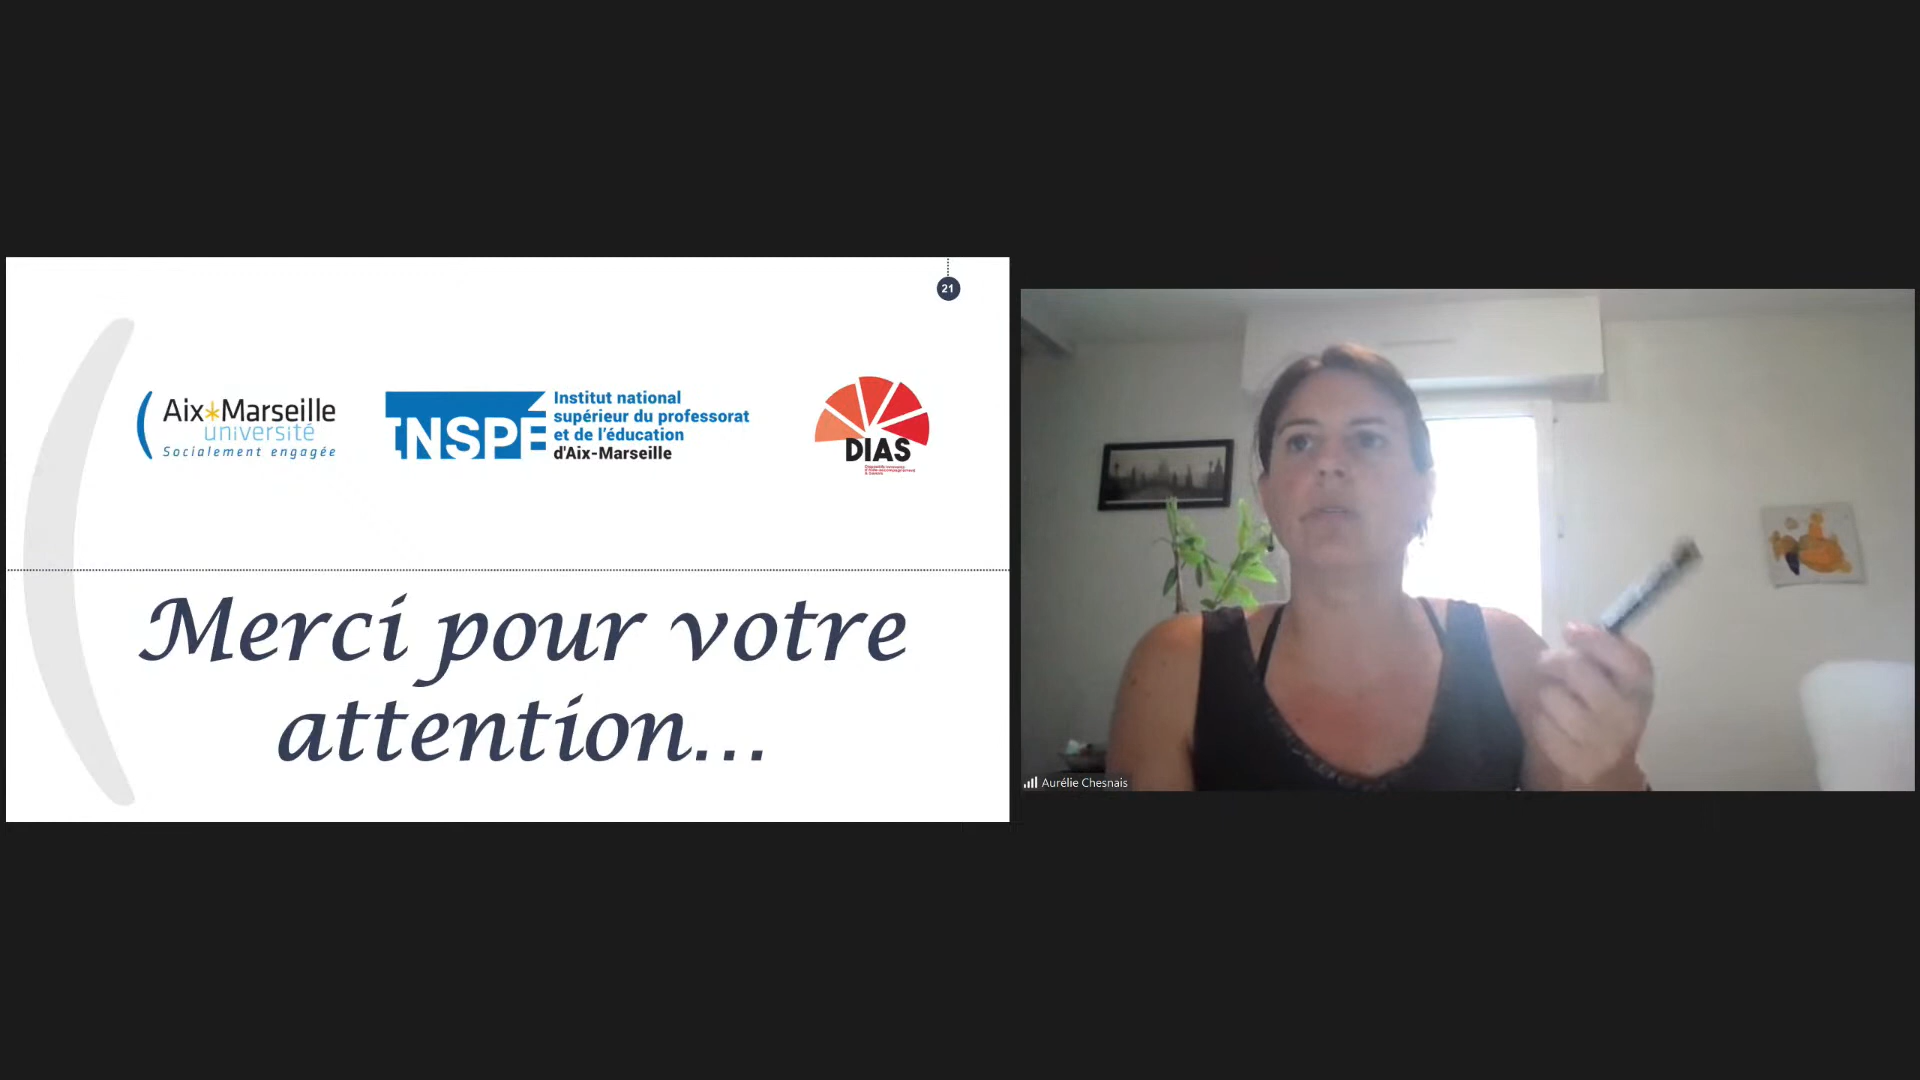 21
Aix*Marseille
université
Socialement engagée
INSPÉ
Institut national
supérieur du professorat
et de l'éducation
d'Aix-Marseille
DIAS
Merci pour votre
attention...
Aurélie Chesnais